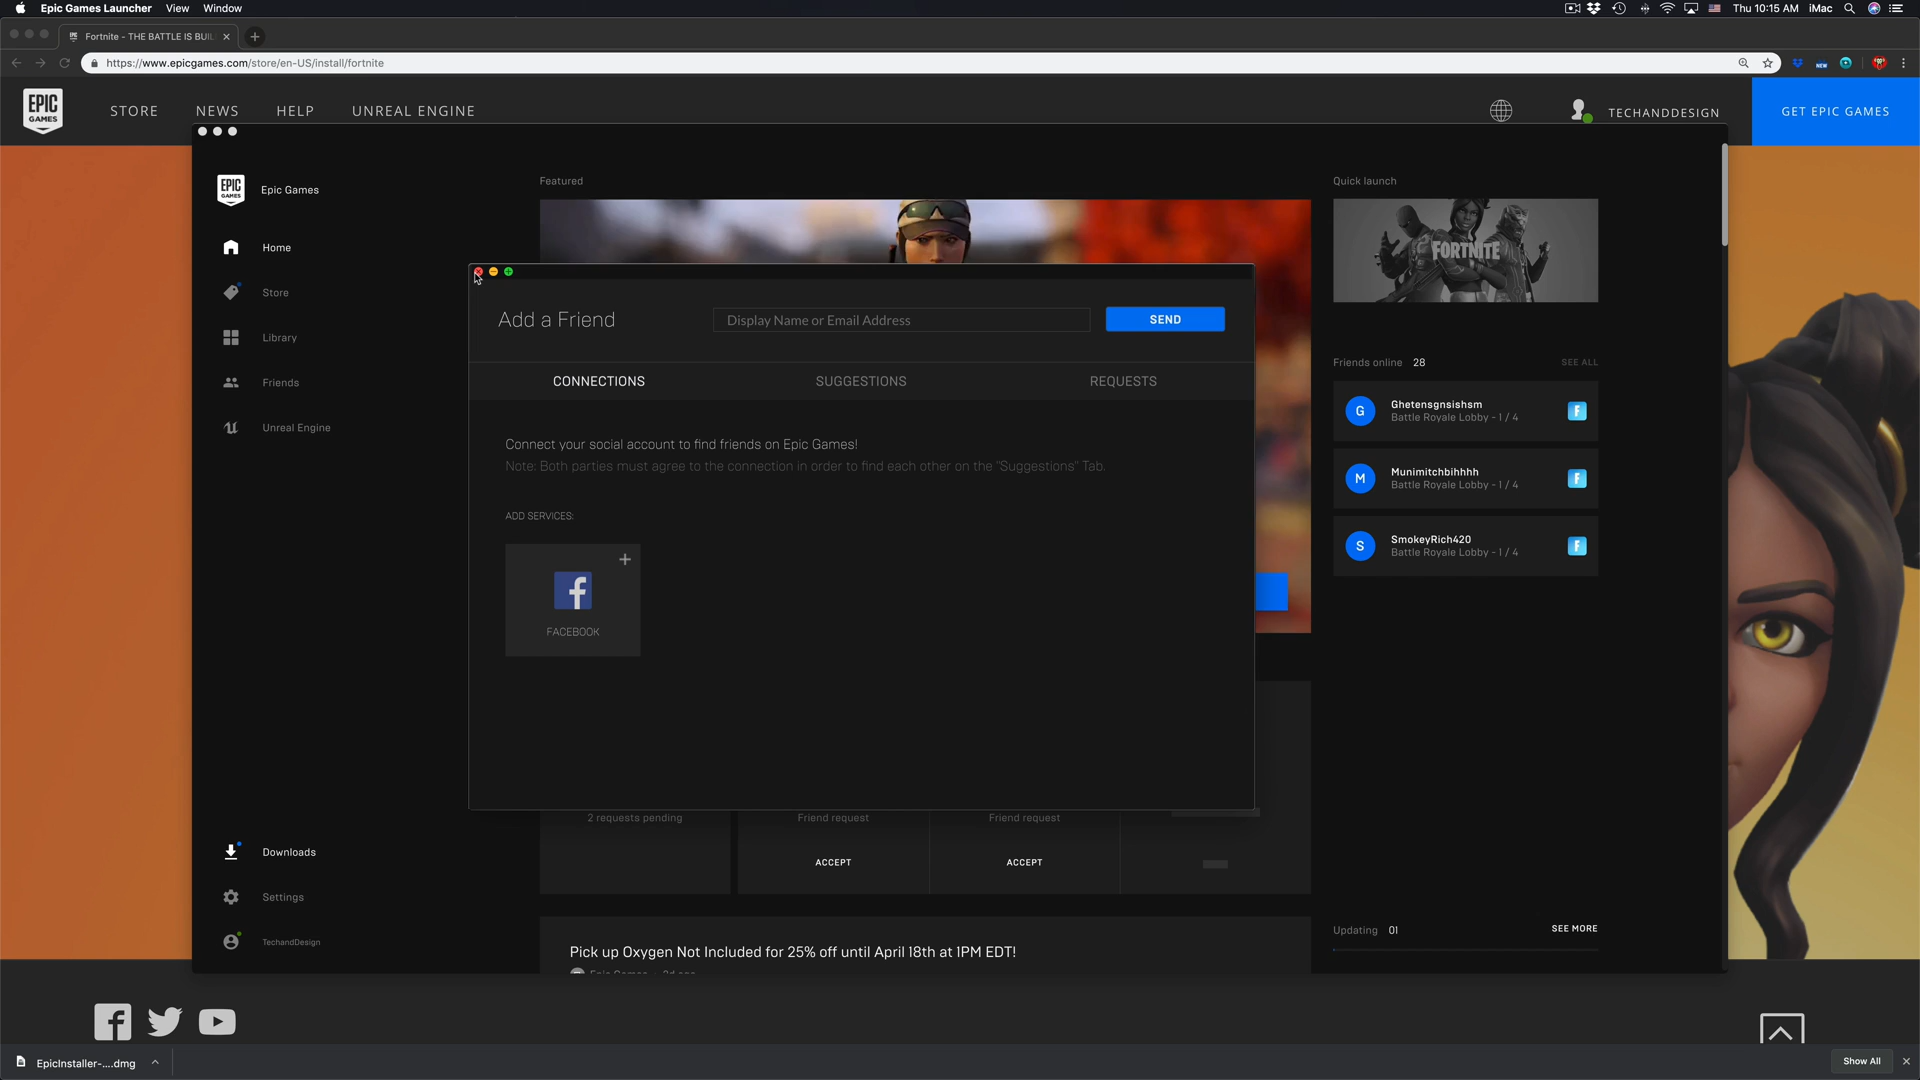 Epic Games Launcher View Window
Thu 10:15 AM iMac
Fortnite - THE BATTLE IS BUIL
https://www.epicgames.com/store/en-US/install/fortnite
NEW
EPIC GAMES
STORE NEWS HELP UNREAL ENGINE
TECHANDDESIGN
GET EPIC GAMES
EPIC GAMES
Epic Games
Home
Store
Library
Friends
Unreal Engine
Downloads
Settings
TechandDesign
Featured
Add a Friend
Display Name or Email Address
SEND
CONNECTIONS SUGGESTIONS REQUESTS
Connect your social account to find friends on Epic Games!
Note: Both parties must agree to the connection in order to find each other on the "Suggestions" Tab.
ADD SERVICES:
FACEBOOK
2 requests pending
Friend request
Friend request
ACCEPT
ACCEPT
Pick up Oxygen Not Included for 25% off until April 18th at 1PM EDT!
Quick launch
FORTNITE
Friends online 28
SEE ALL
G
Ghetensgnsishsm
Battle Royale Lobby - 1 / 4
F
M
Munimitchbihhhh
Battle Royale Lobby - 1 / 4
F
S
SmokeyRich420
Battle Royale Lobby - 1 / 4
F
Updating 01
SEE MORE
EpicInstaller-....dmg
Show All